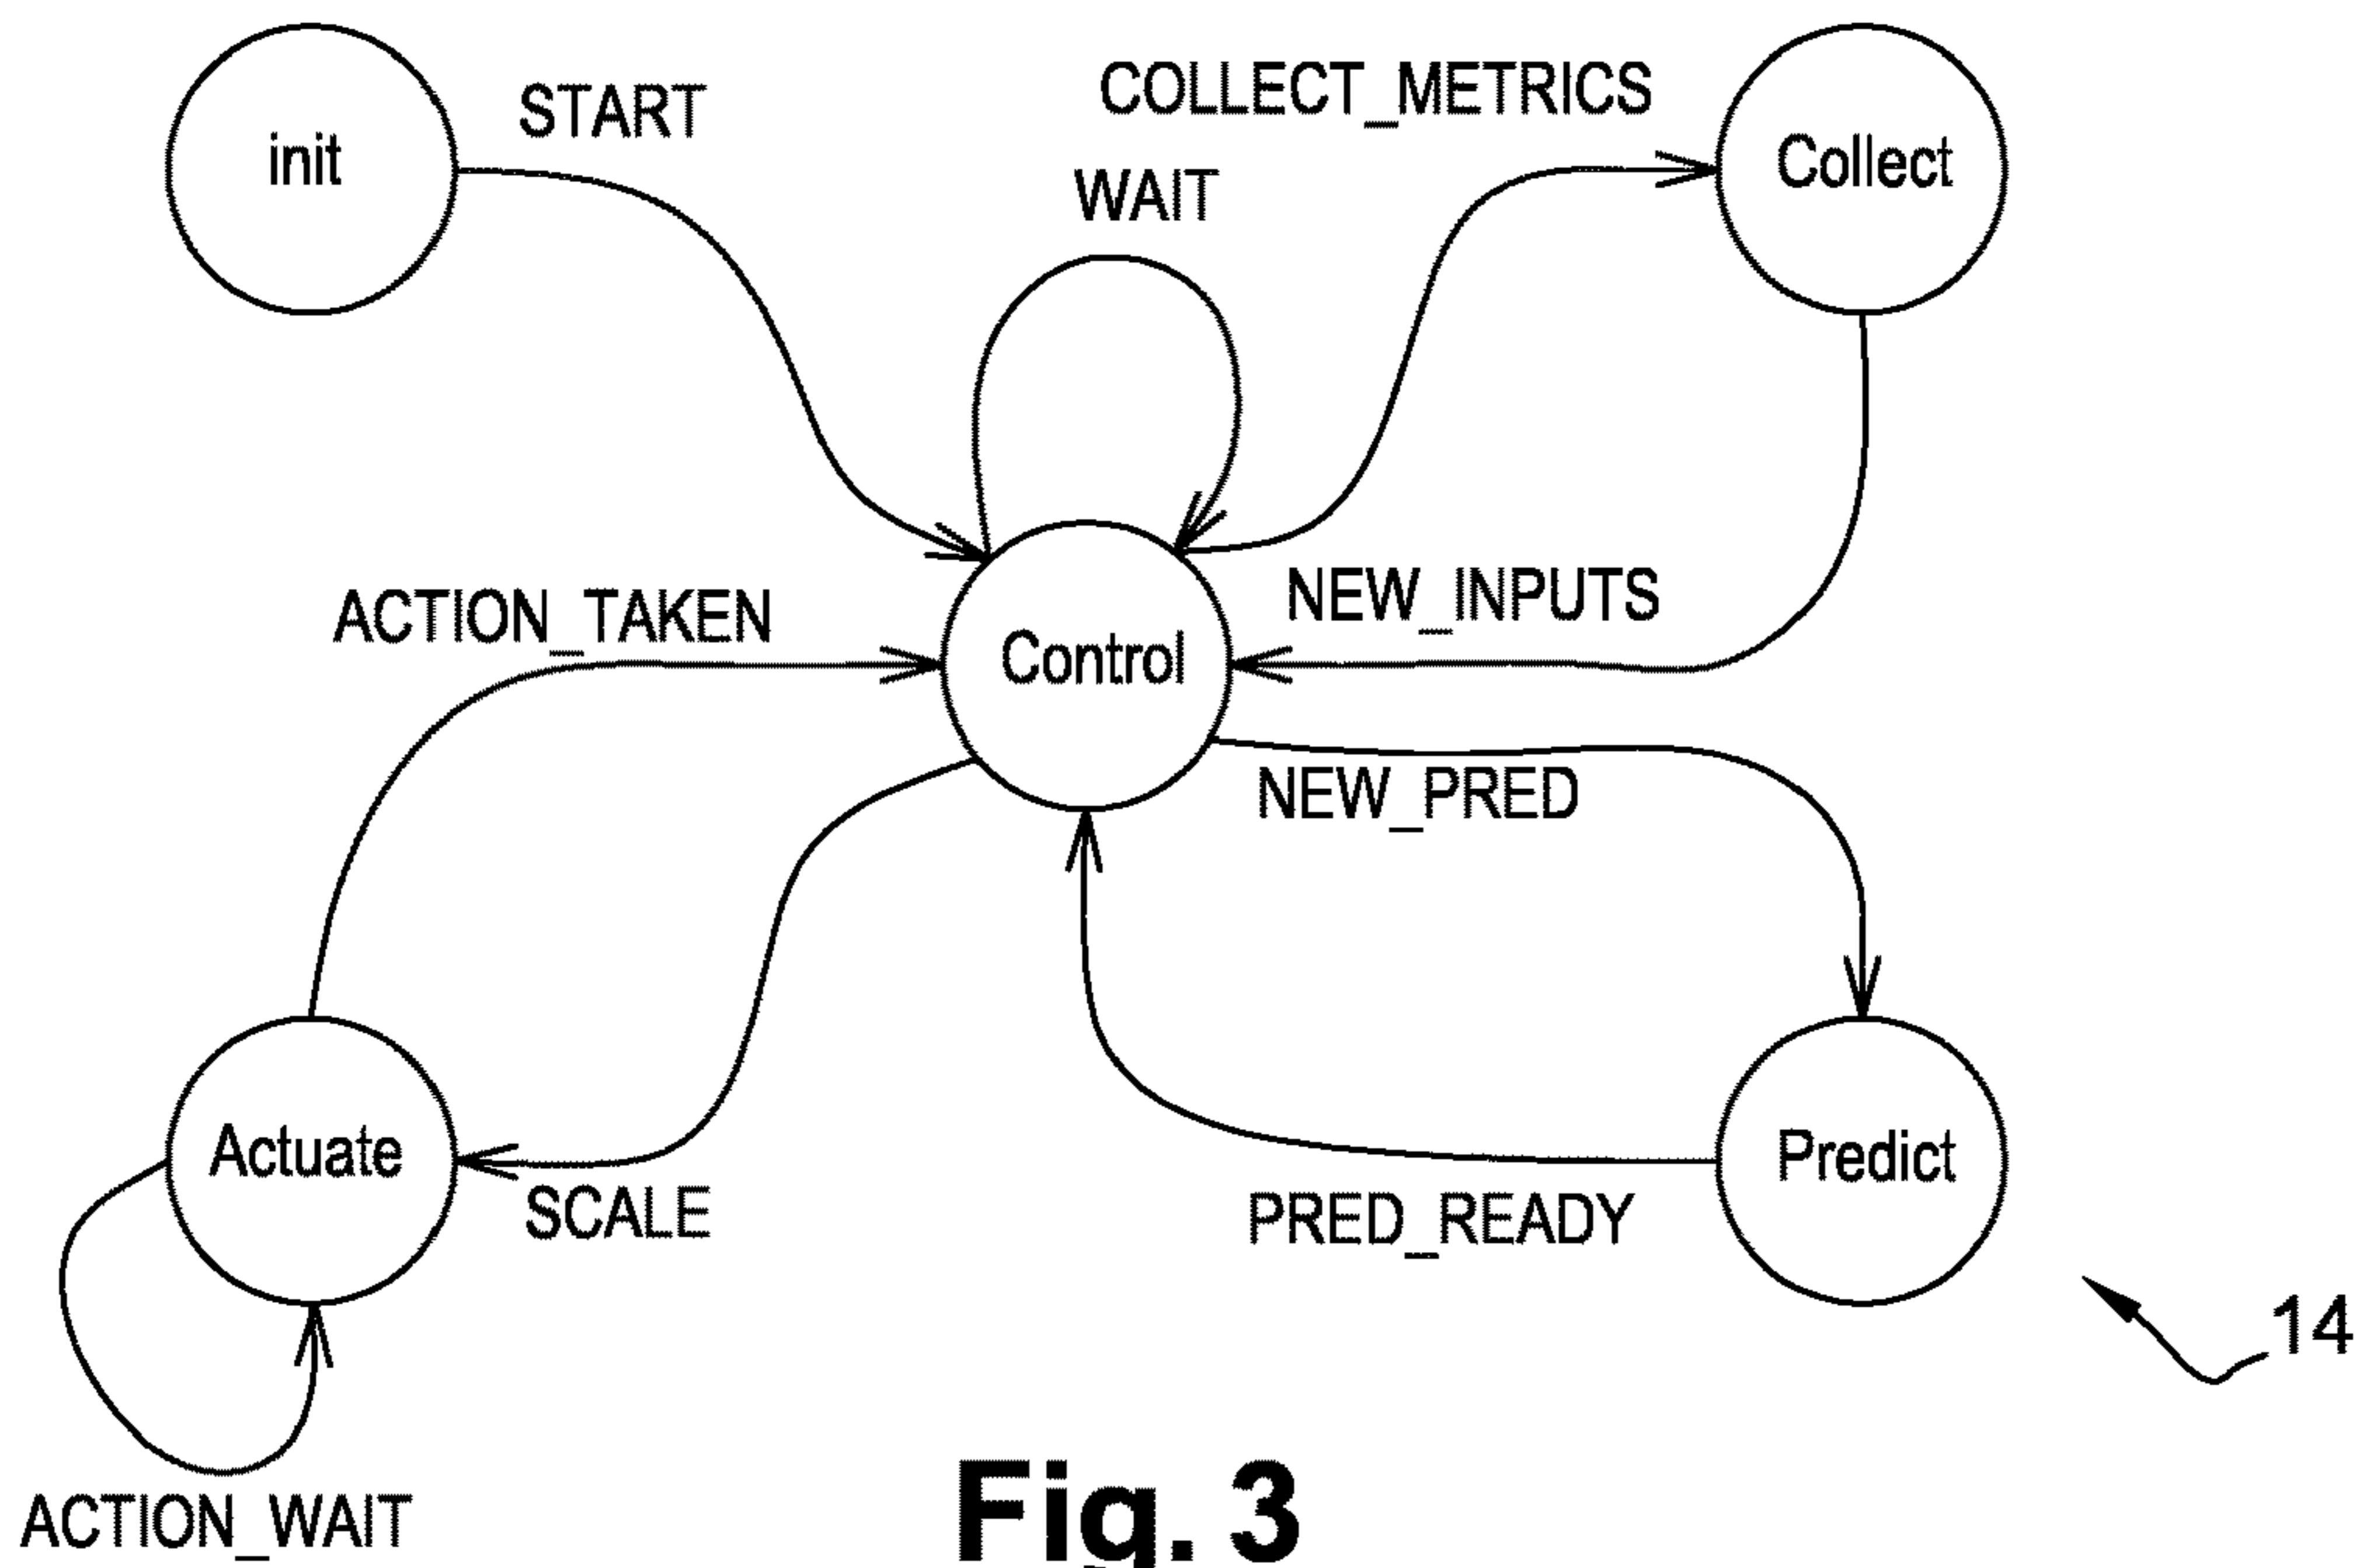 init
START
COLLECT_METRICS
Collect
WAIT
ACTION_TAKEN
NEW_INPUTS
Control
NEW_PRED
Actuate
SCALE
PRED_READY
Predict
14
ACTION_WAIT
Fig. 3